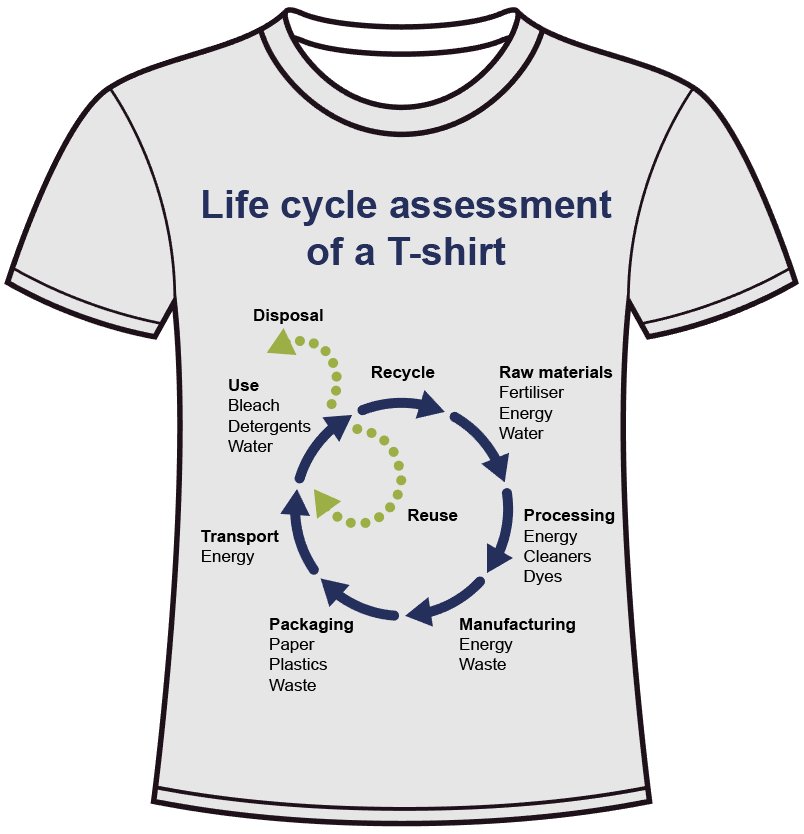 Life cycle assessment
of a T-shirt
Disposal
Recycle
Raw materials
Fertiliser
Energy
Water
Use
Bleach
Detergents
Water
Reuse
Processing
Energy
Cleaners
Dyes
Transport
Energy
Packaging
Paper
Plastics
Waste
Manufacturing
Energy
Waste